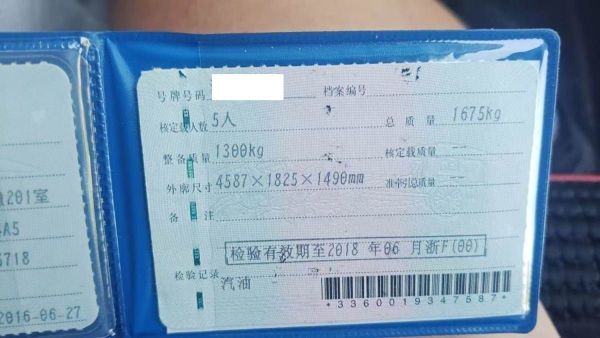 号牌号码
档案编号
核定载人数 5人
总质量 1675kg
整备质量 1300kg
核定载质量 --
外廓尺寸 4587×1825×1490mm
准牵引总质量 --
备注
检验有效期至2018 年06 月浙F(00)
检验记录
汽油
*3360019347587*
201室
A5
5718
2016-06-27